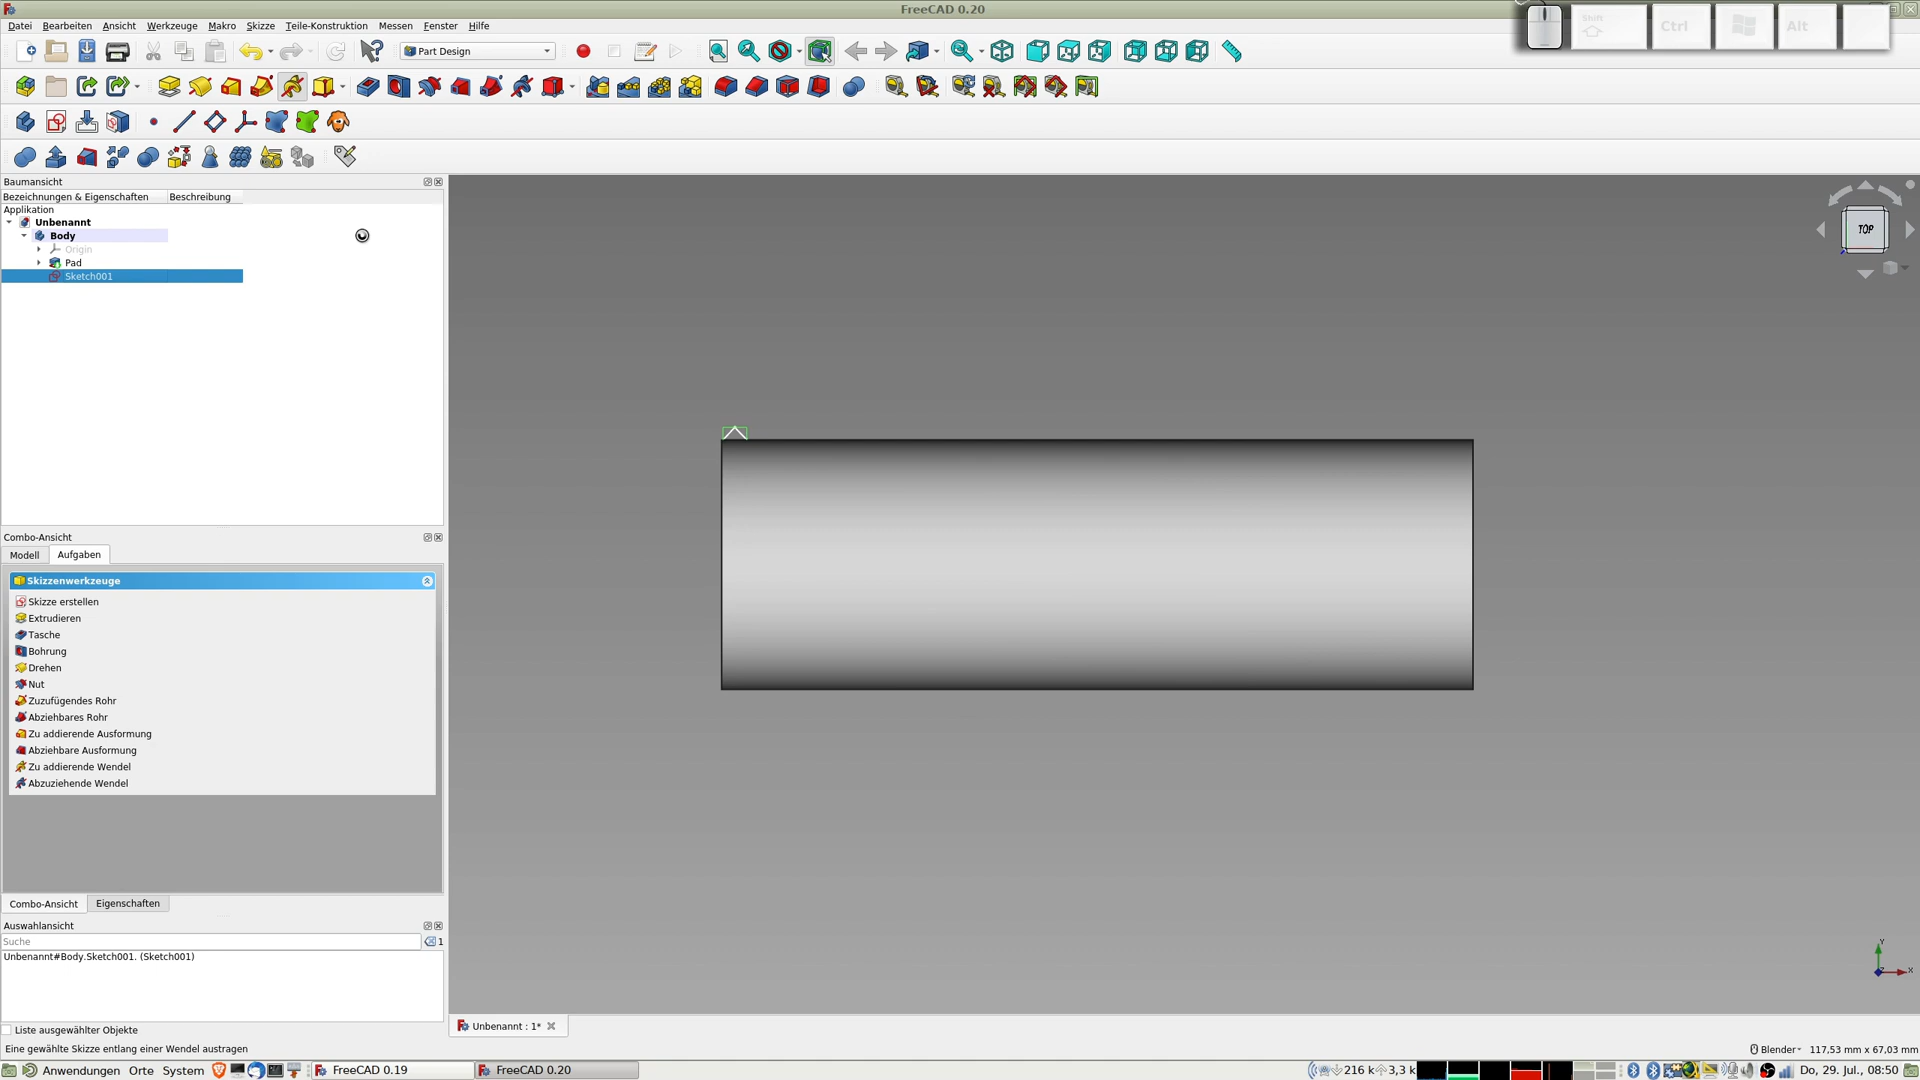 FreeCAD 0.20
Datei Bearbeiten Ansicht Werkzeuge Makro Skizze Teile-Konstruktion Messen Fenster Hilfe
Shift Ctrl Alt
Part Design
Baumansicht
Bezeichnungen & Eigenschaften Beschreibung
Applikation
Unbenannt
Body
Origin
Pad
Sketch001
TOP
Combo-Ansicht
Modell Aufgaben
Skizzenwerkzeuge
Skizze erstellen
Extrudieren
Tasche
Bohrung
Drehen
Nut
Zuzufügendes Rohr
Abziehbares Rohr
Zu addierende Ausformung
Abziehbare Ausformung
Zu addierende Wendel
Abzuziehende Wendel
Combo-Ansicht Eigenschaften
Auswahlansicht
Suche 1
Unbenannt#Body.Sketch001. (Sketch001)
Y
X
Unbenannt : 1*
Liste ausgewählter Objekte
Eine gewählte Skizze entlang einer Wendel austragen
Blender 117,53 mm x 67,03 mm
Anwendungen Orte System FreeCAD 0.19 FreeCAD 0.20 216 k 3,3 k Do, 29. Jul., 08:50